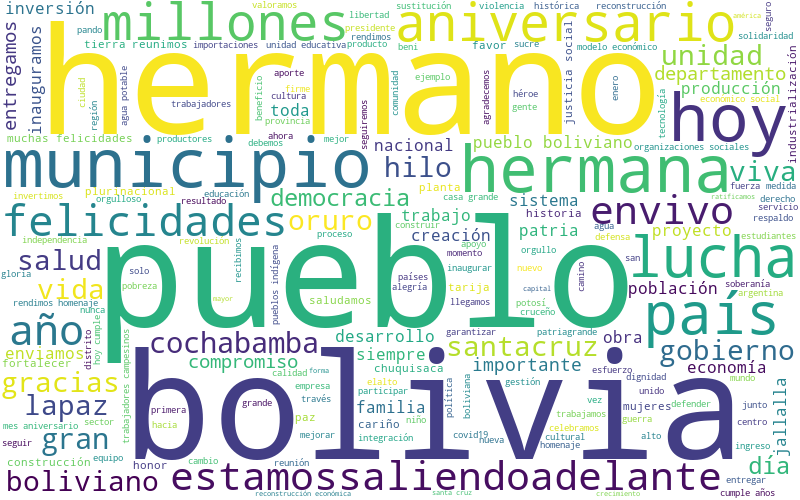 inversión
pando
millones
valoramos
aniversario
sustitución
violencia
histórica
reconstrucción
américa
libertad
presidente
tierra reunimos
importaciones
unidad educativa
producto
rendimos
beni
sucre
modelo económico
solidaridad
seguro
entregamos
inauguramos
hermano
favor
unidad
departamento
producción
justicia social
industrialización
ciudad
región
agua potable
trabajadores
beneficio
aporte
cultura
toda
provincia
firme
seguiremos
ejemplo
comunidad
agradecemos
gente
héroe
enero
hoy
tecnología
económico social
muchas felicidades
productores
debemos
ahora
mejor
nacional
pueblo boliviano
organizaciones sociales
municipio
hilo
hermana
viva
invertimos
plurinacional
orgulloso
educación
resultado
planta
casa grande
sistema
fuerza
medida
ratificamos
derecho
servicio
respaldo
felicidades
democracia
oruro
trabajo
historia
envivo
independencia
revolución
proceso
construir
creación
patria
proyecto
agua
defensa
estudiantes
salud
gloria
solo
recibimos
pueblos indígena
pueblo
apoyo
momento
orgullo
inaugurar
nuevo
camino
san
lucha
vida
pobreza
mayor
saludamos
países
alegría
tarija
llegamos
capital
potosí
cruceño
población
soberanía
argentina
rendimos homenaje
nunca
año
distrito
hoy cumple
trabajadores campesinos
cochabamba
desarrollo
siempre
garantizar
patriagrande
santacruz
obra
país
gobierno
enviamos
fortalecer
compromiso
chuquisaca
importante
esfuerzo
economía
gracias
calidad
forma
empresa
elalto
participar
través
bolivia
política
boliviana
gestión
dignidad
unido
mundo
mujeres
defender
lapaz
primera
grande
familia
vez
trabajamos
celebramos
guerra
junto
jallalla
mes aniversario
sector
hacia
paz
cariño
niño
covid19
nueva
cultural
homenaje
alto
centro
seguir
gran
equipo
mejorar
integración
construcción
honor
cambio
reunión
ingreso
día
boliviano
estamossaliendoadelante
entregar
cumple años
reconstrucción económica
santa cruz
crecimiento